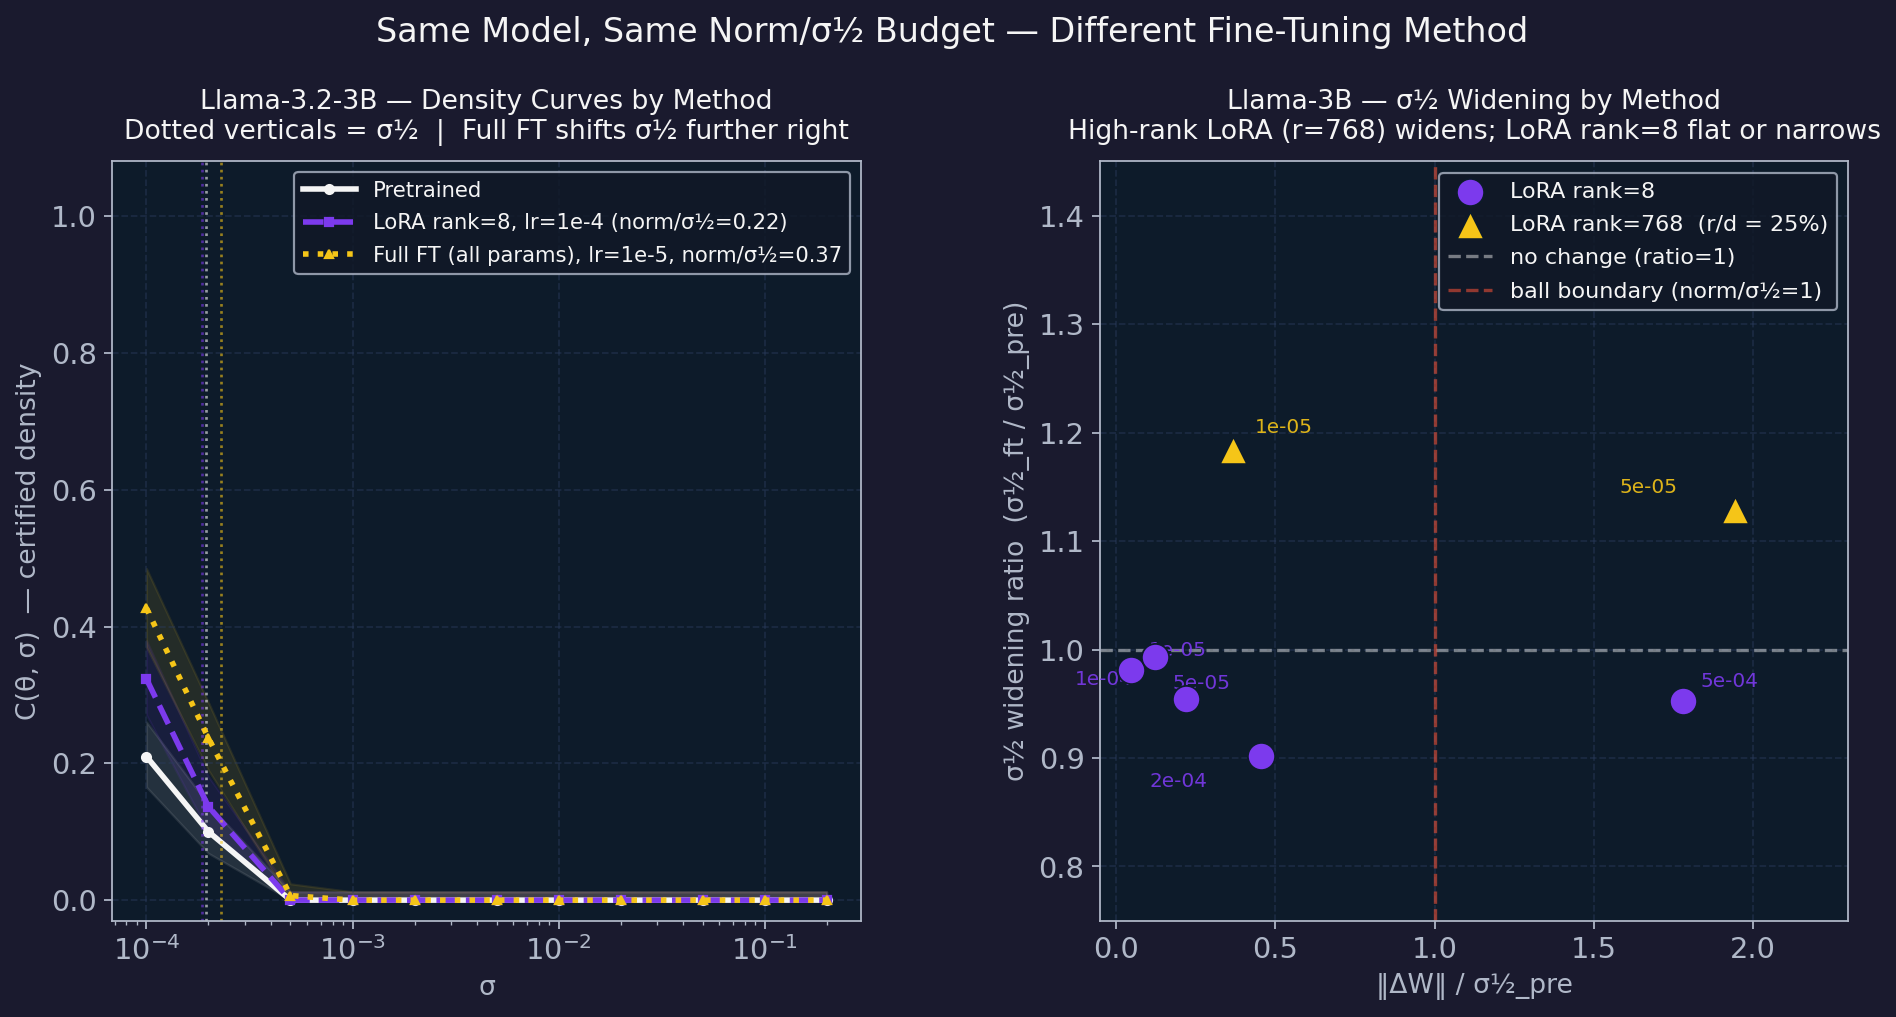 Same Model, Same Norm/σ½ Budget — Different Fine-Tuning Method
Llama-3.2-3B — Density Curves by Method
Dotted verticals = σ½  |  Full FT shifts σ½ further right
C(θ, σ)  — certified density
1.0
0.8
0.6
0.4
0.2
0.0
Pretrained
LoRA rank=8, lr=1e-4 (norm/σ½=0.22)
Full FT (all params), lr=1e-5, norm/σ½=0.37
10⁻⁴
10⁻³
10⁻²
10⁻¹
σ
Llama-3B — σ½ Widening by Method
High-rank LoRA (r=768) widens; LoRA rank=8 flat or narrows
σ½ widening ratio  (σ½_ft / σ½_pre)
1.4
1.3
1.2
1.1
1.0
0.9
0.8
LoRA rank=8
LoRA rank=768  (r/d = 25%)
no change (ratio=1)
ball boundary (norm/σ½=1)
1e-05
5e-05
5e-05
5e-04
2e-04
0.0
0.5
1.0
1.5
2.0
‖ΔW‖ / σ½_pre